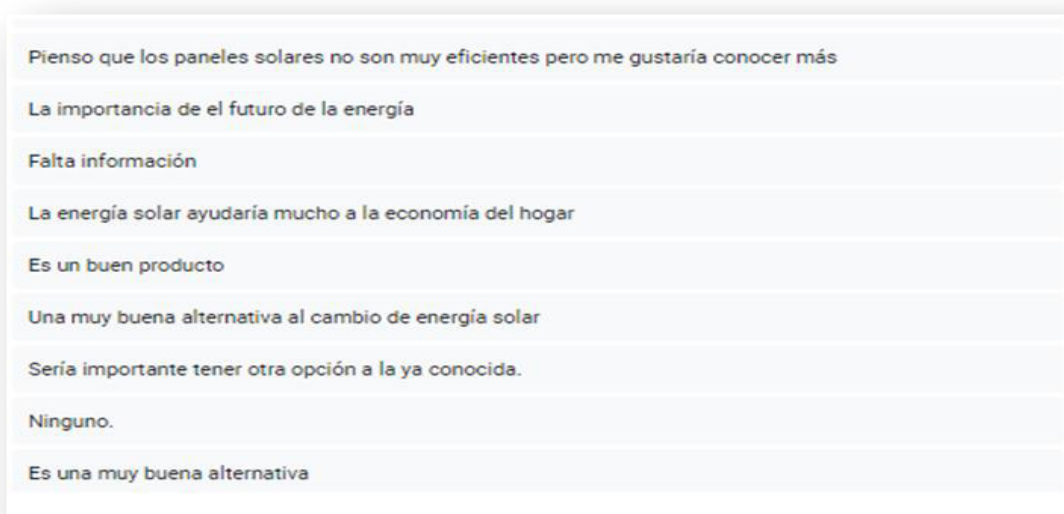 Pienso que los paneles solares no son muy eficientes pero me gustaría conocer más
La importancia de el futuro de la energía
Falta información
La energía solar ayudaría mucho a la economía del hogar
Es un buen producto
Una muy buena alternativa al cambio de energía solar
Sería importante tener otra opción a la ya conocida.
Ninguno.
Es una muy buena alternativa